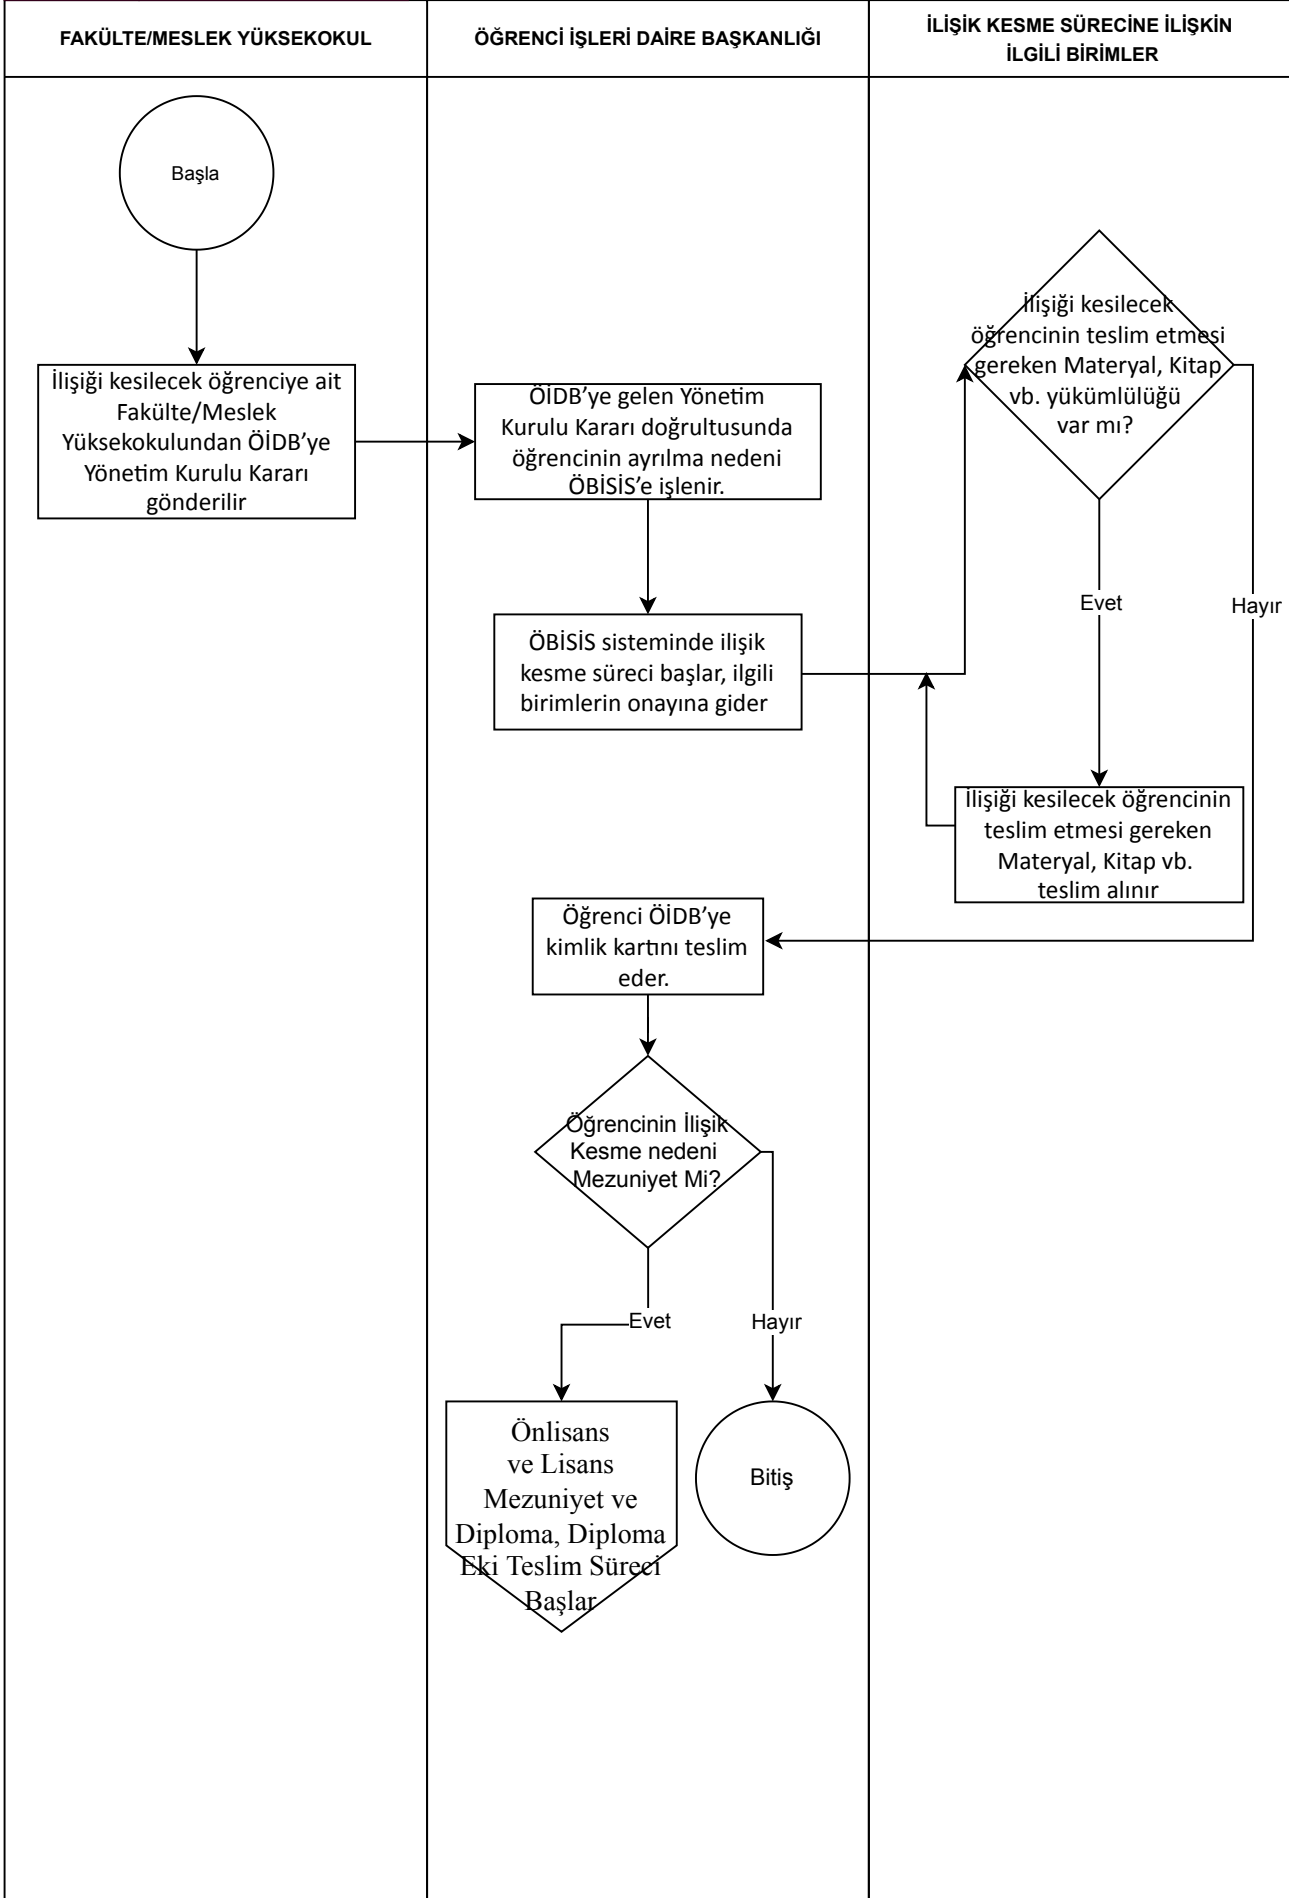 FAKÜLTE/MESLEK YÜKSEKOKUL
ÖĞRENCİ İŞLERİ DAİRE BAŞKANLIĞI
İLİŞİK KESME SÜRECİNE İLİŞKİN
İLGİLİ BİRİMLER
Başla
İlişiği kesilecek öğrenciye ait
Fakülte/Meslek
Yüksekokulundan ÖİDB’ye
Yönetim Kurulu Kararı
gönderilir
ÖİDB’ye gelen Yönetim
Kurulu Kararı doğrultusunda
öğrencinin ayrılma nedeni
ÖBİSİS’e işlenir.
İlişiği kesilecek
öğrencinin teslim etmesi
gereken Materyal, Kitap
vb. yükümlülüğü
var mı?
Evet
Hayır
ÖBİSİS sisteminde ilişik
kesme süreci başlar, ilgili
birimlerin onayına gider
İlişiği kesilecek öğrencinin
teslim etmesi gereken
Materyal, Kitap vb.
teslim alınır
Öğrenci ÖİDB’ye
kimlik kartını teslim
eder.
Öğrencinin İlişik
Kesme nedeni
Mezuniyet Mi?
Evet
Hayır
Önlisans
ve Lisans
Mezuniyet ve
Diploma, Diploma
Eki Teslim Süreci
Başlar
Bitiş